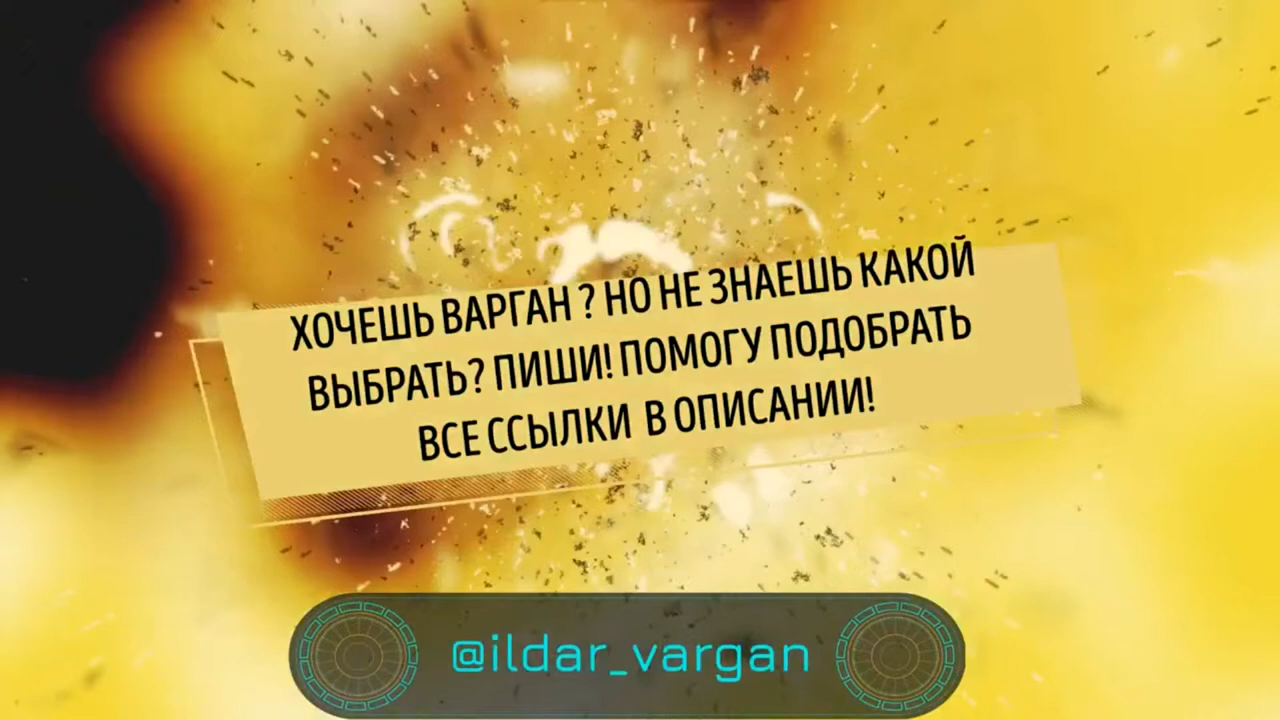 ХОЧЕШЬ ВАРГАН ? НО НЕ ЗНАЕШЬ КАКОЙ
ВЫБРАТЬ? ПИШИ! ПОМОГУ ПОДОБРАТЬ
ВСЕ ССЫЛКИ В ОПИСАНИИ!
@ildar_vargan